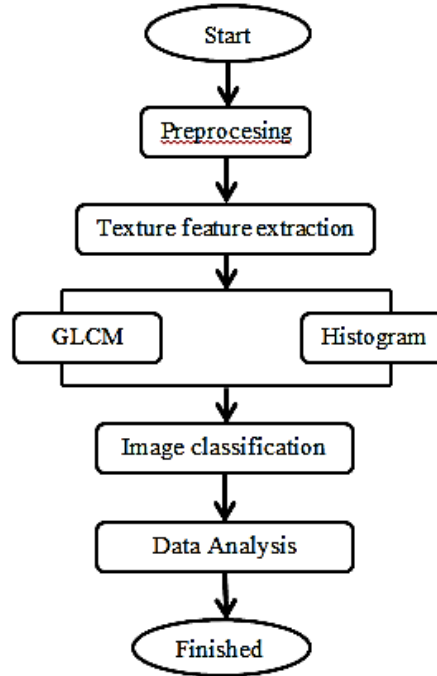 Start
Preprocesing
Texture feature extraction
GLCM
Histogram
Image classification
Data Analysis
Finished